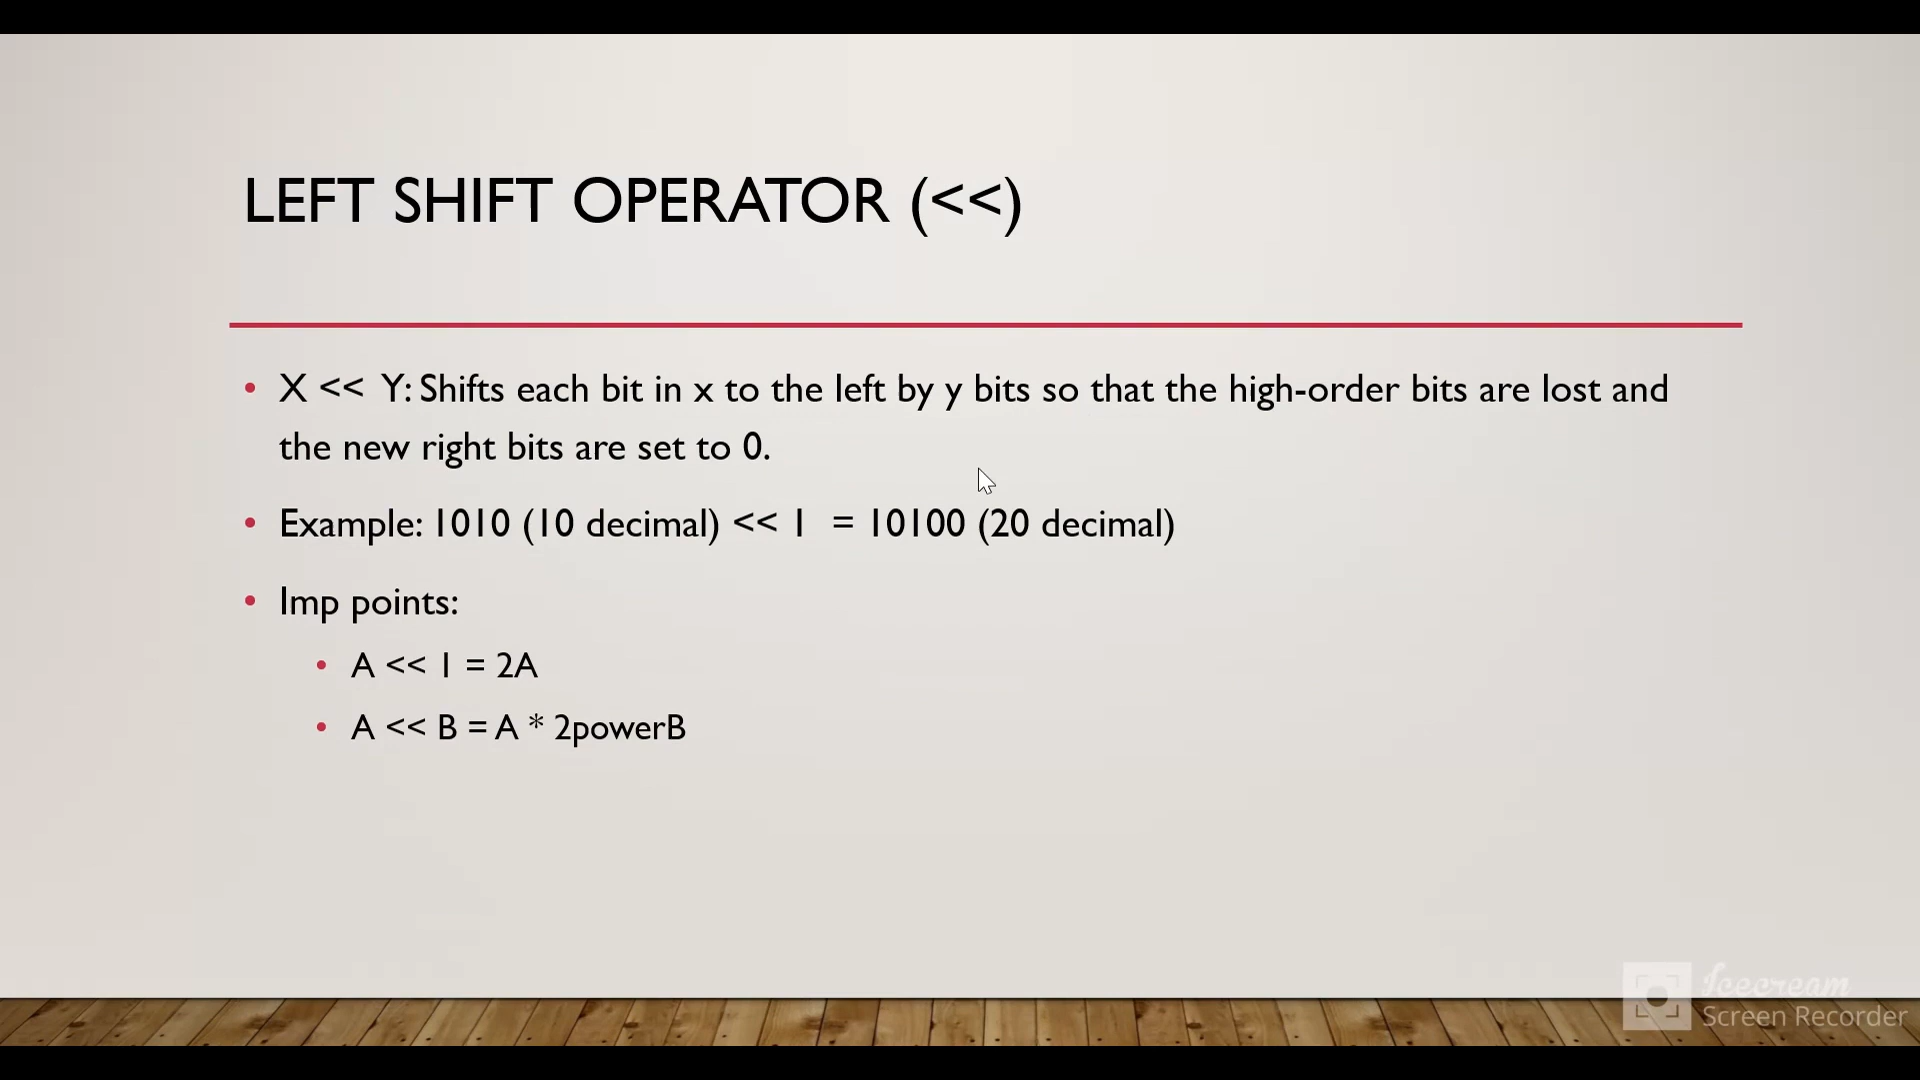 LEFT SHIFT OPERATOR (<<)
• X << Y: Shifts each bit in x to the left by y bits so that the high-order bits are lost and
the new right bits are set to 0.
• Example: 1010 (10 decimal) << 1 = 10100 (20 decimal)
• Imp points:
• A << 1 = 2A
• A << B = A * 2powerB
Icecream
Screen Recorder